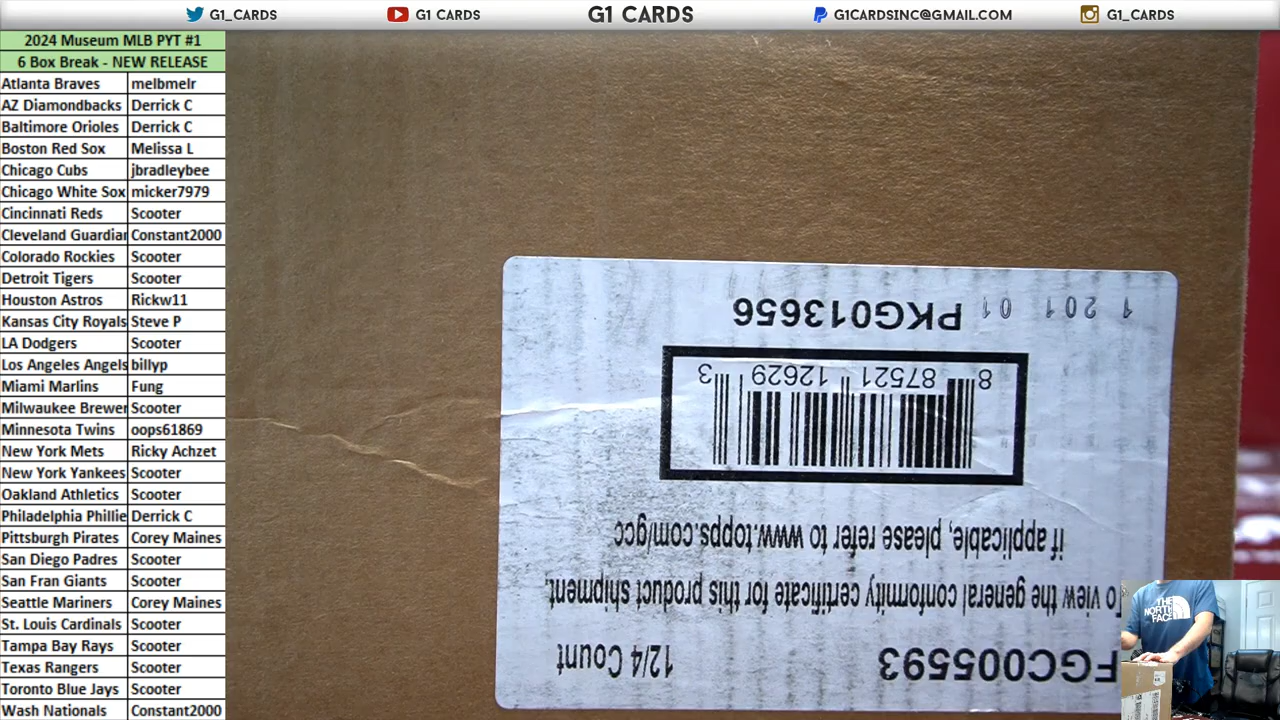 G1_CARDS
G1 CARDS
G1 CARDS
G1CARDSINC@GMAIL.COM
G1_CARDS
2024 Museum MLB PYT #1
6 Box Break - NEW RELEASE
Atlanta Braves melbmelr
AZ Diamondbacks Derrick C
Baltimore Orioles Derrick C
Boston Red Sox Melissa L
Chicago Cubs jbradleybee
Chicago White Sox micker7979
Cincinnati Reds Scooter
Cleveland Guardian Constant2000
Colorado Rockies Scooter
Detroit Tigers Scooter
Houston Astros Rickw11
Kansas City Royals Steve P
LA Dodgers Scooter
Los Angeles Angels billyp
Miami Marlins Fung
Milwaukee Brewer Scooter
Minnesota Twins oops61869
New York Mets Ricky Achzet
New York Yankees Scooter
Oakland Athletics Scooter
Philadelphia Phillie Derrick C
Pittsburgh Pirates Corey Maines
San Diego Padres Scooter
San Fran Giants Scooter
Seattle Mariners Corey Maines
St. Louis Cardinals Scooter
Tampa Bay Rays Scooter
Texas Rangers Scooter
Toronto Blue Jays Scooter
Wash Nationals Constant2000
FGC005593 12/4 Count
To view the general conformity certificate for this product shipment,
if applicable, please refer to www.topps.com/gcc
8 87521 12629 3
1 201 01 PKG013656
THE
NORTH
FACE